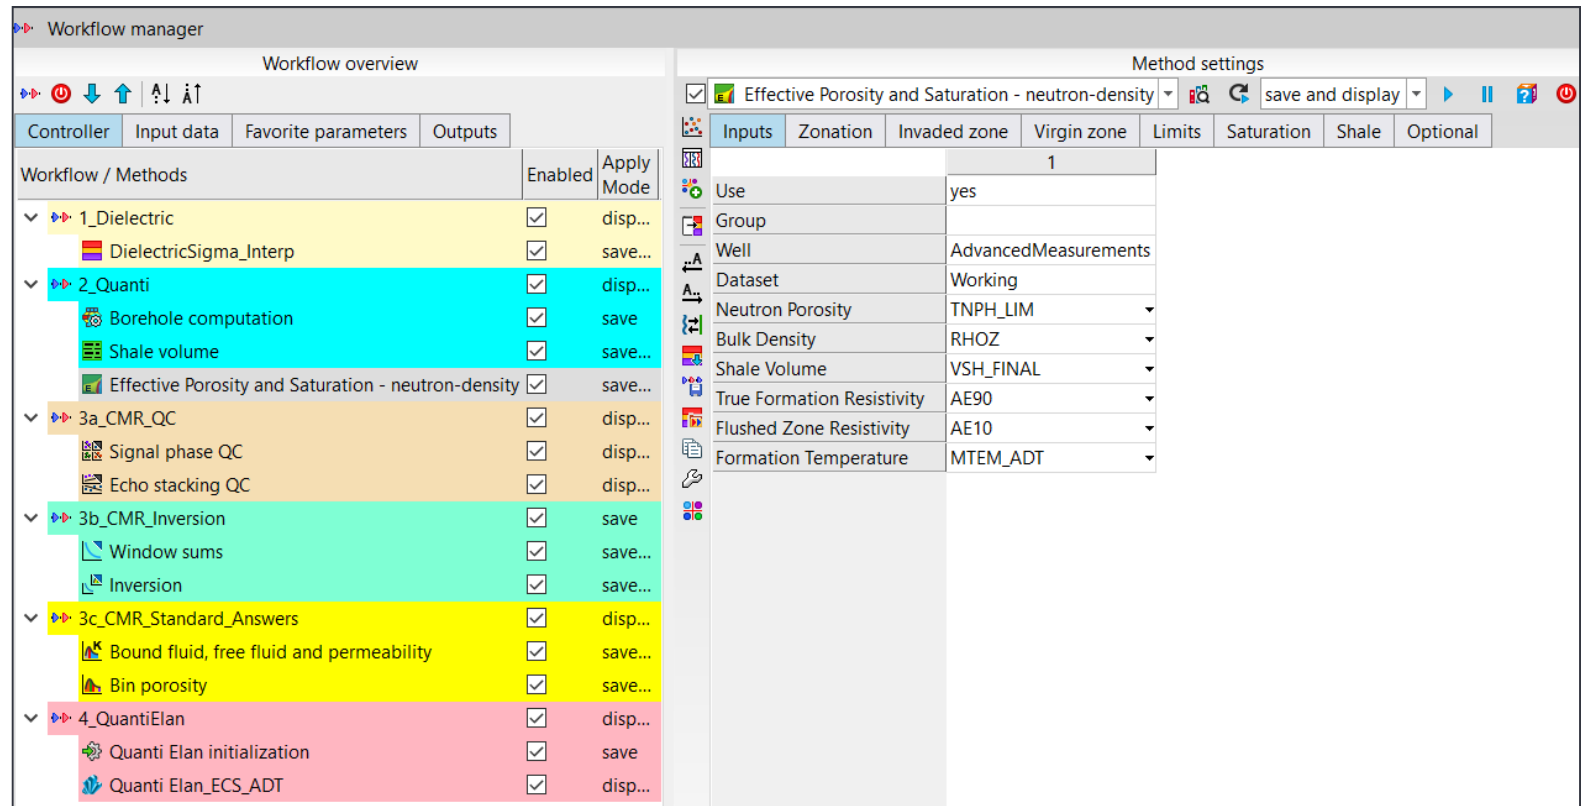 Workflow manager
Workflow overview
Method settings
Effective Porosity and Saturation - neutron-density
save and display
Controller
Input data
Favorite parameters
Outputs
Inputs
Zonation
Invaded zone
Virgin zone
Limits
Saturation
Shale
Optional
Workflow / Methods
Enabled
Apply
Mode
1_Dielectric
disp...
DielectricSigma_Interp
save...
2_Quanti
disp...
Borehole computation
save
Shale volume
save...
Effective Porosity and Saturation - neutron-density
save...
3a_CMR_QC
disp...
Signal phase QC
disp...
Echo stacking QC
disp...
3b_CMR_Inversion
save
Window sums
save...
Inversion
save...
3c_CMR_Standard_Answers
disp...
Bound fluid, free fluid and permeability
save...
Bin porosity
save...
4_QuantiElan
disp...
Quanti Elan initialization
save
Quanti Elan_ECS_ADT
disp...
1
Use
yes
Group
Well
AdvancedMeasurements
Dataset
Working
Neutron Porosity
TNPH_LIM
Bulk Density
RHOZ
Shale Volume
VSH_FINAL
True Formation Resistivity
AE90
Flushed Zone Resistivity
AE10
Formation Temperature
MTEM_ADT